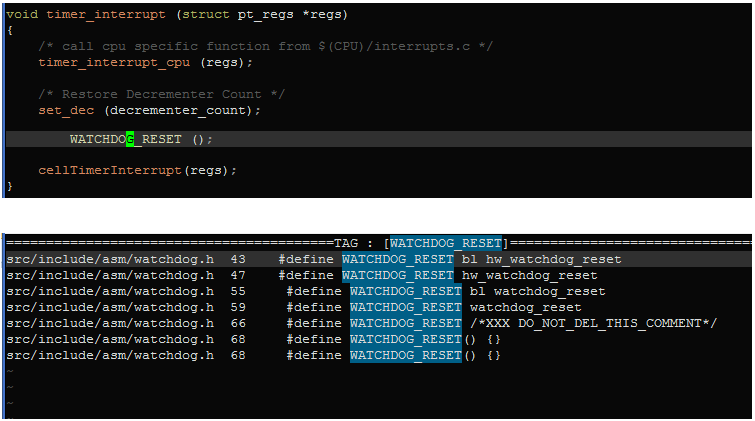 void timer_interrupt (struct pt_regs *regs)
{
    /* call cpu specific function from $(CPU)/interrupts.c */
    timer_interrupt_cpu (regs);
    /* Restore Decrementer Count */
    set_dec (decrementer_count);
        WATCHDOG_RESET ();
    cellTimerInterrupt(regs);
}
=========================================TAG : [WATCHDOG_RESET]==============================
src/include/asm/watchdog.h  43    #define WATCHDOG_RESET bl hw_watchdog_reset
src/include/asm/watchdog.h  47    #define WATCHDOG_RESET hw_watchdog_reset
src/include/asm/watchdog.h  55     #define WATCHDOG_RESET bl watchdog_reset
src/include/asm/watchdog.h  59     #define WATCHDOG_RESET watchdog_reset
src/include/asm/watchdog.h  66     #define WATCHDOG_RESET /*XXX DO_NOT_DEL_THIS_COMMENT*/
src/include/asm/watchdog.h  68     #define WATCHDOG_RESET() {}
src/include/asm/watchdog.h  68     #define WATCHDOG_RESET() {}
~
~
~